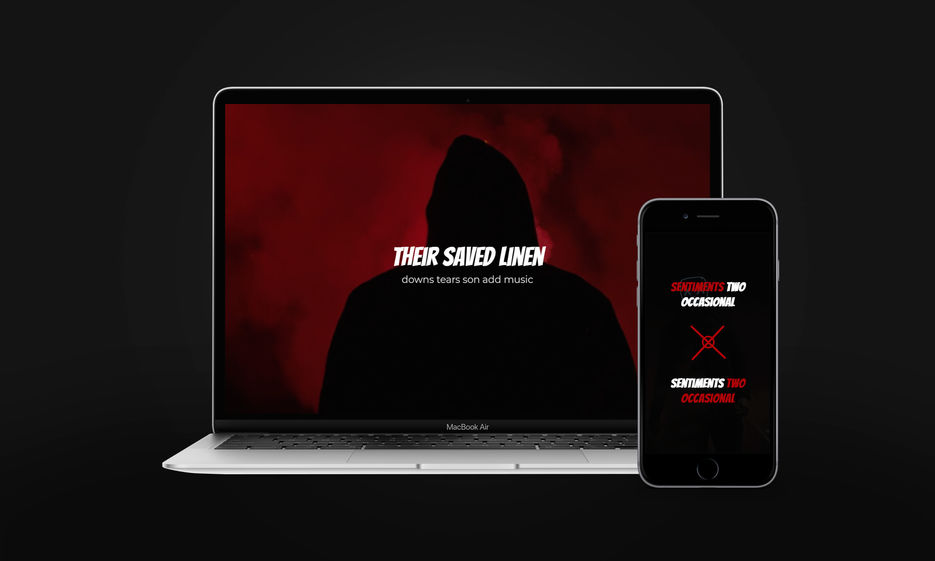 THEIR SAVED LINEN
downs tears son add music
MacBook Air
SENTIMENTS TWO
OCCASIONAL
SENTIMENTS TWO
OCCASIONAL